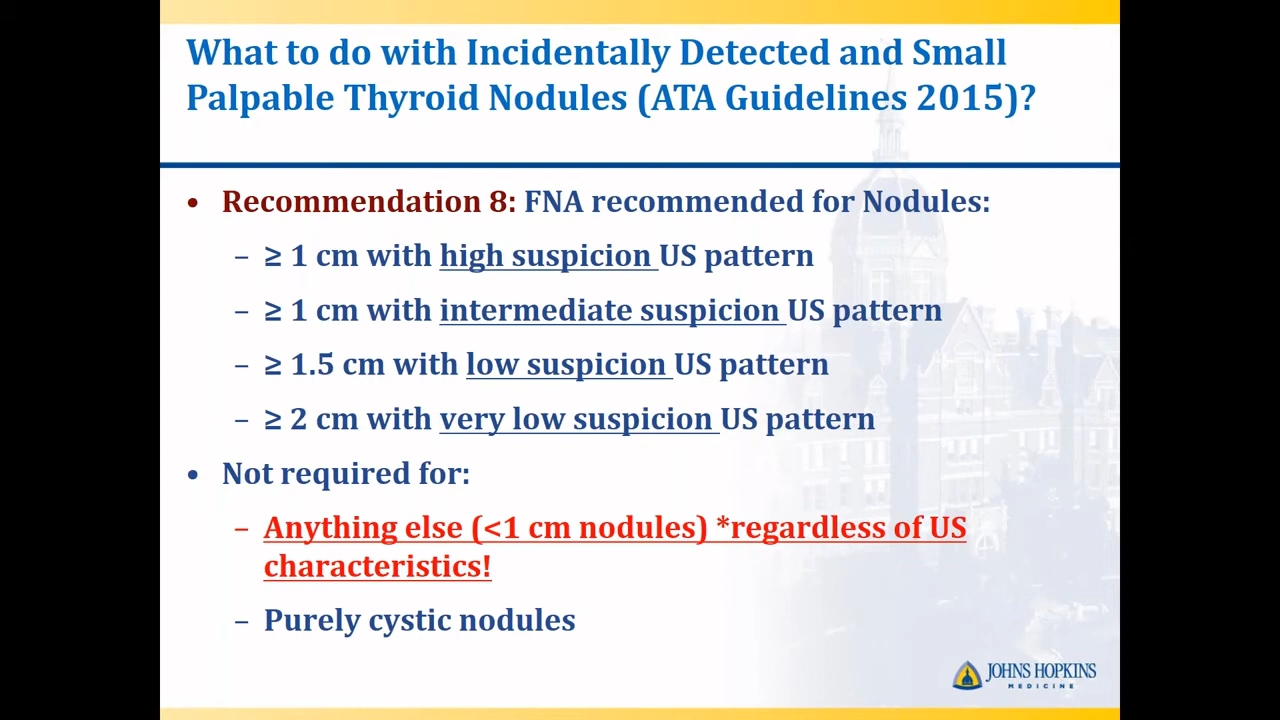 What to do with Incidentally Detected and Small
Palpable Thyroid Nodules (ATA Guidelines 2015)?
• Recommendation 8: FNA recommended for Nodules:
– ≥ 1 cm with high suspicion US pattern
– ≥ 1 cm with intermediate suspicion US pattern
– ≥ 1.5 cm with low suspicion US pattern
– ≥ 2 cm with very low suspicion US pattern
• Not required for:
– Anything else (<1 cm nodules) *regardless of US
characteristics!
– Purely cystic nodules
JOHNS HOPKINS
MEDICINE